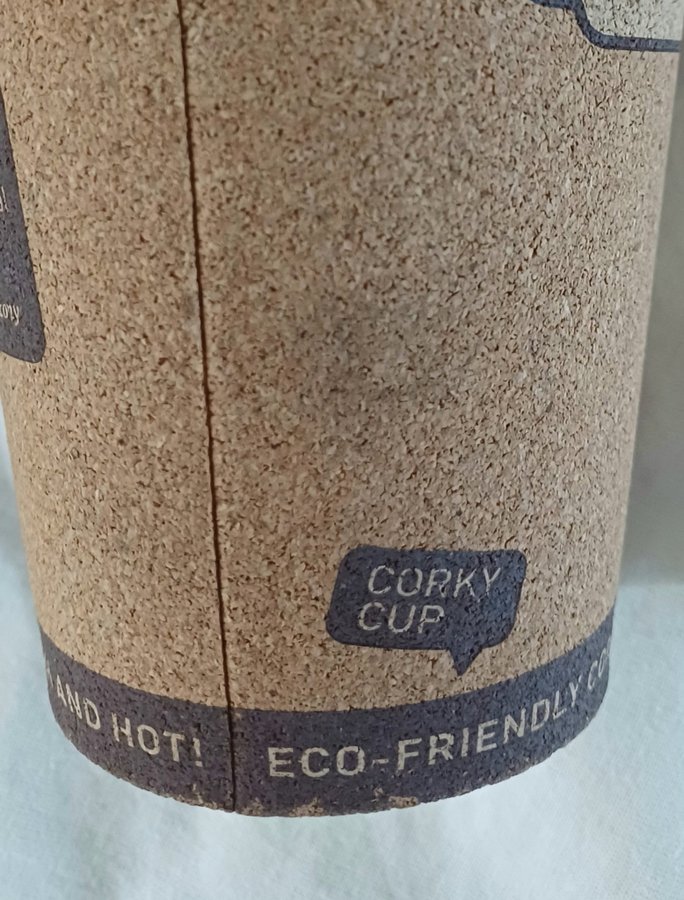 CORKY
CUP
AND HOT!
ECO-FRIENDLY